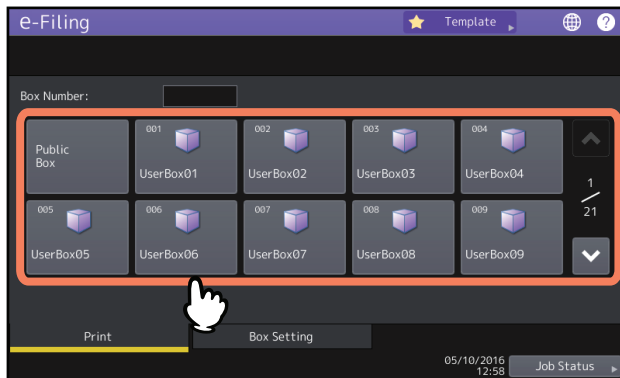 e-Filing
Template
?
Box Number:
Public
Box
001
UserBox01
002
UserBox02
003
UserBox03
004
UserBox04
1
21
005
UserBox05
006
UserBox06
007
UserBox07
008
UserBox08
009
UserBox09
Print
Box Setting
05/10/2016
12:58
Job Status